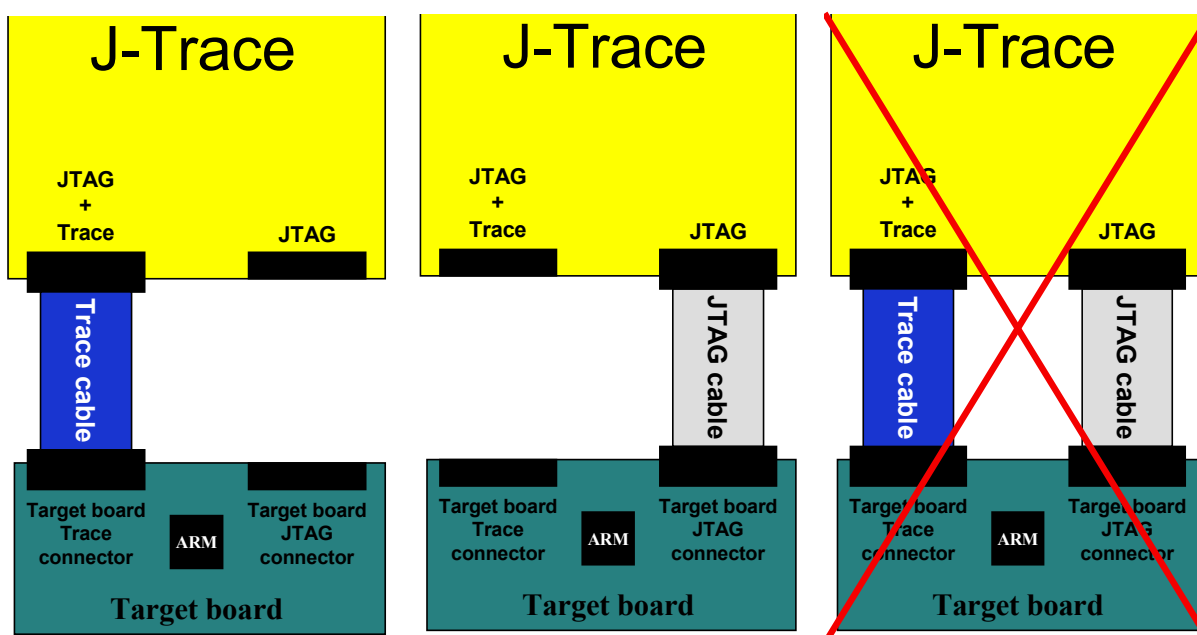 J-Trace
JTAG
+
Trace
JTAG
Trace cable
Target board
Trace
connector
ARM
Target board
JTAG
connector
Target board
J-Trace
JTAG
+
Trace
JTAG
JTAG cable
Target board
Trace
connector
ARM
Target board
JTAG
connector
Target board
J-Trace
JTAG
+
Trace
JTAG
Trace cable
JTAG cable
Target board
Trace
connector
ARM
Target board
JTAG
connector
Target board